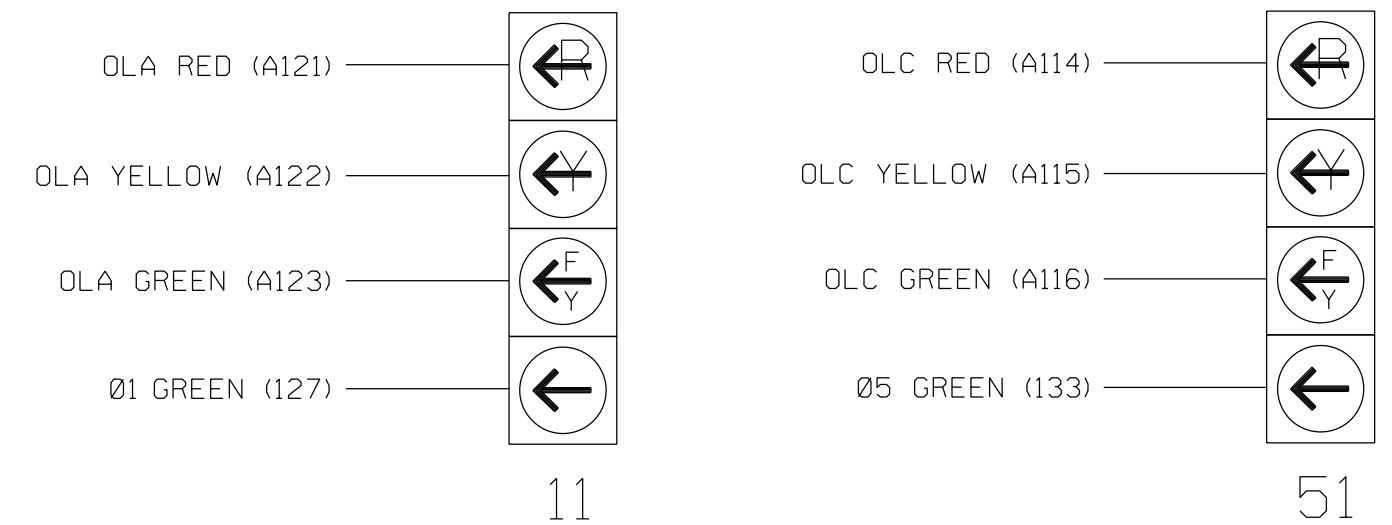 OLA RED (A121)
R
OLA YELLOW (A122)
Y
OLA GREEN (A123)
F
Y
Ø1 GREEN (127)
11
OLC RED (A114)
R
OLC YELLOW (A115)
Y
OLC GREEN (A116)
F
Y
Ø5 GREEN (133)
51